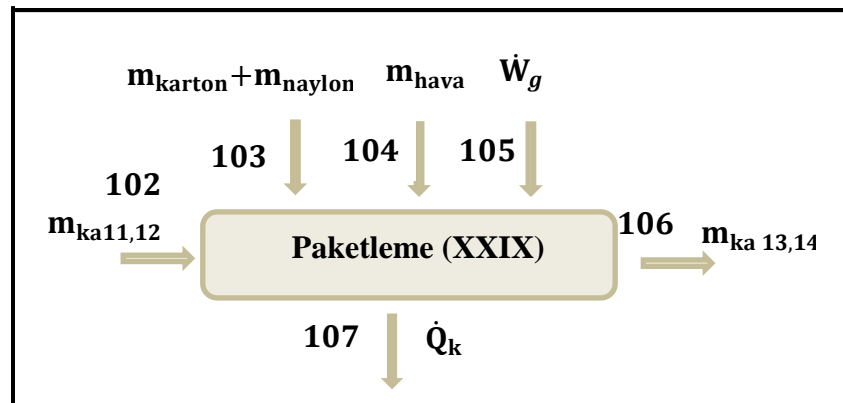 m_karton+m_naylon m_hava Ẇ_g
103 104 105
102
m_ka11,12
Paketleme (XXIX)
106
m_ka 13,14
107 Q̇_k